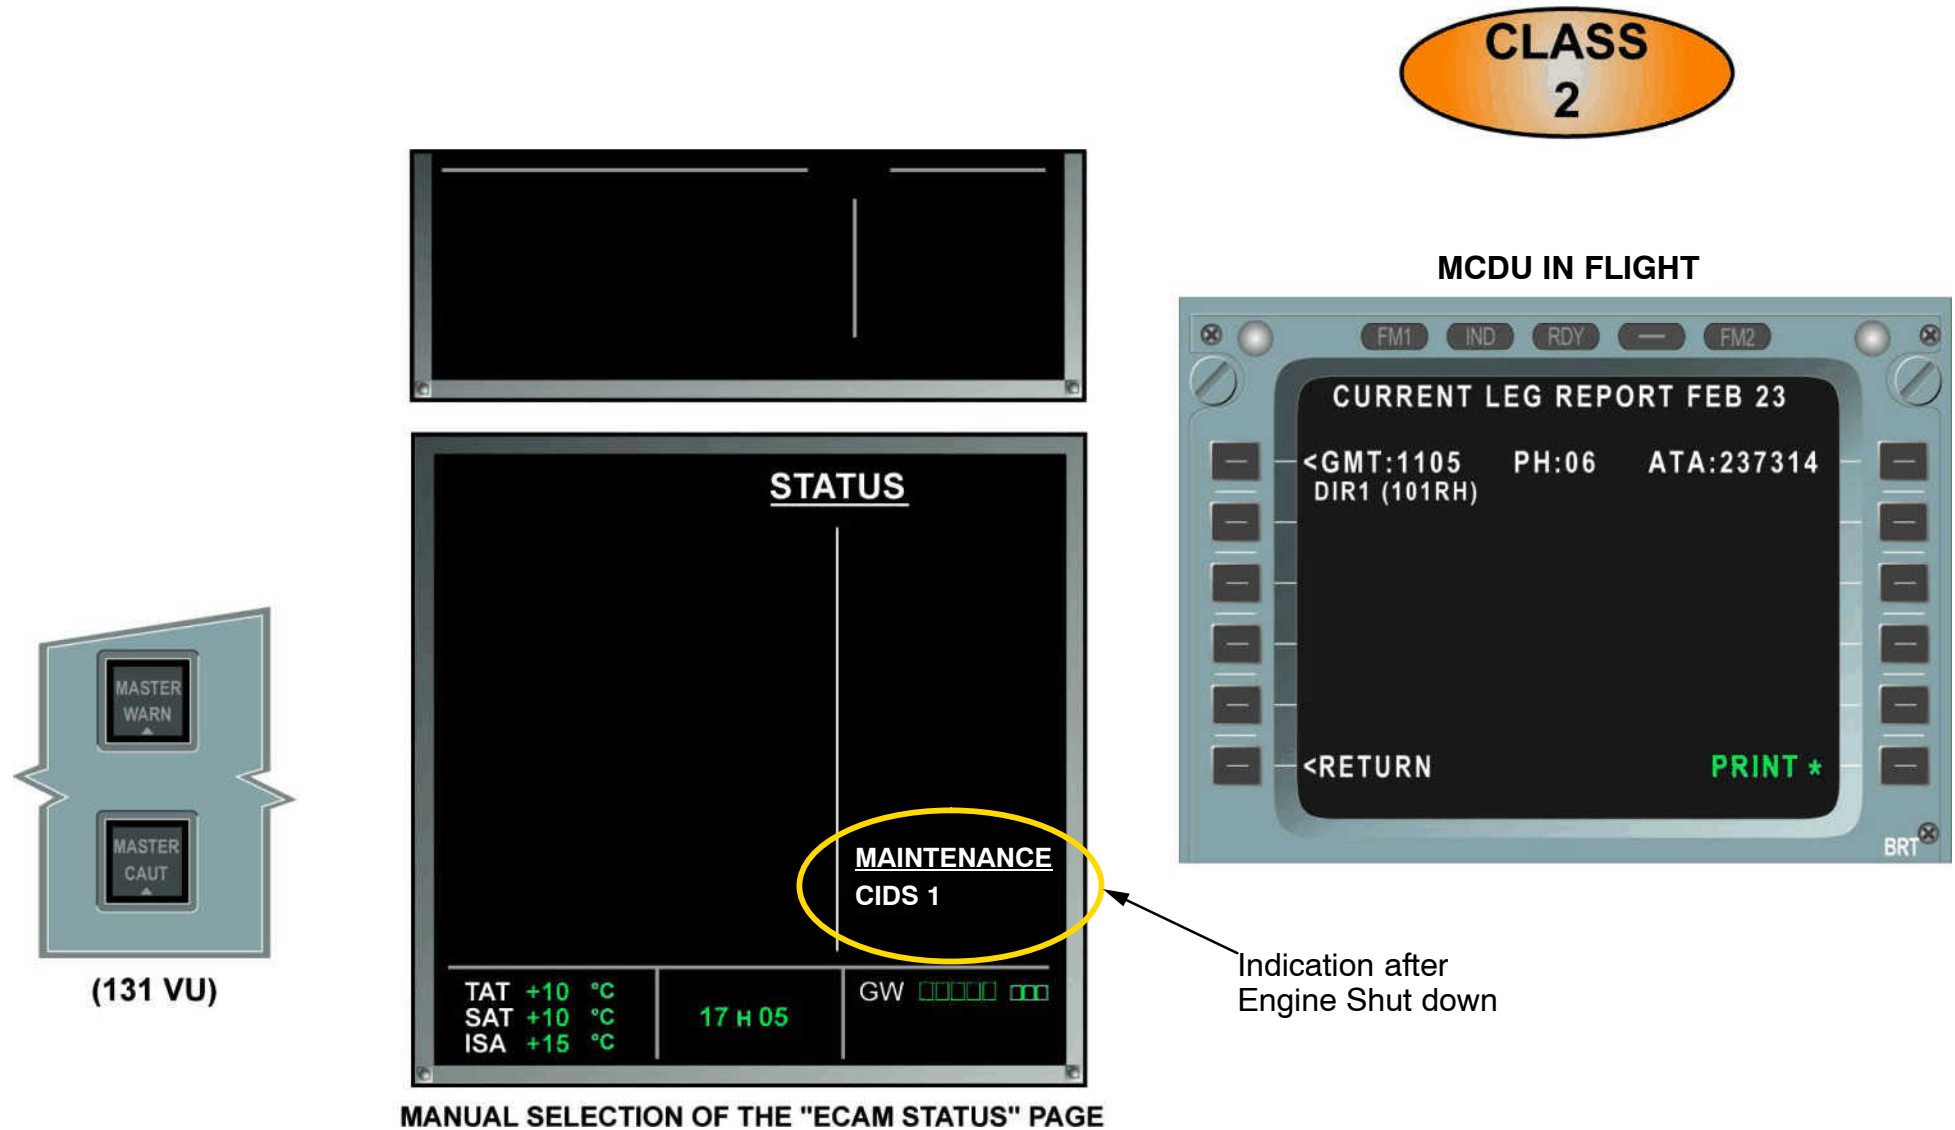 CLASS
2
MCDU IN FLIGHT
FM1 IND RDY FM2
CURRENT LEG REPORT FEB 23
<GMT:1105 PH:06 ATA:237314
DIR1 (101RH)
<RETURN PRINT *
BRT
STATUS
MAINTENANCE
CIDS 1
TAT +10 °C
SAT +10 °C
ISA +15 °C
17 H 05
GW
MASTER
WARN
MASTER
CAUT
(131 VU)
Indication after
Engine Shut down
MANUAL SELECTION OF THE "ECAM STATUS" PAGE